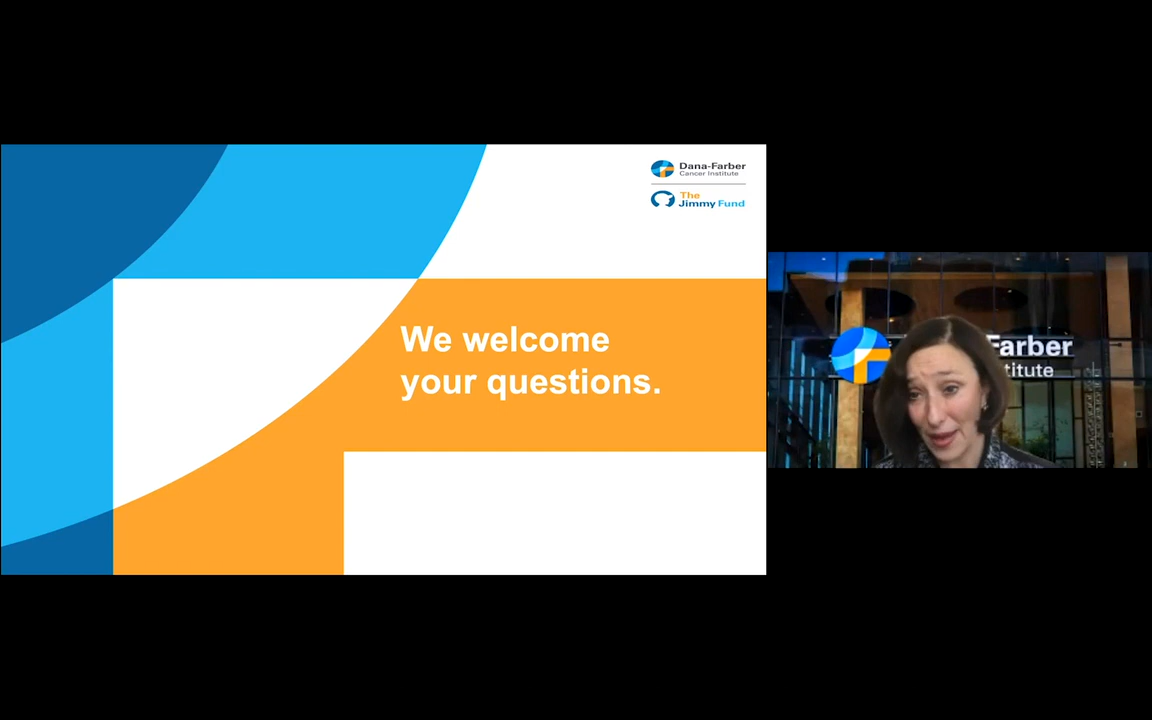 Dana-Farber
Cancer Institute
The
Jimmy Fund
We welcome
your questions.
Farber
titute